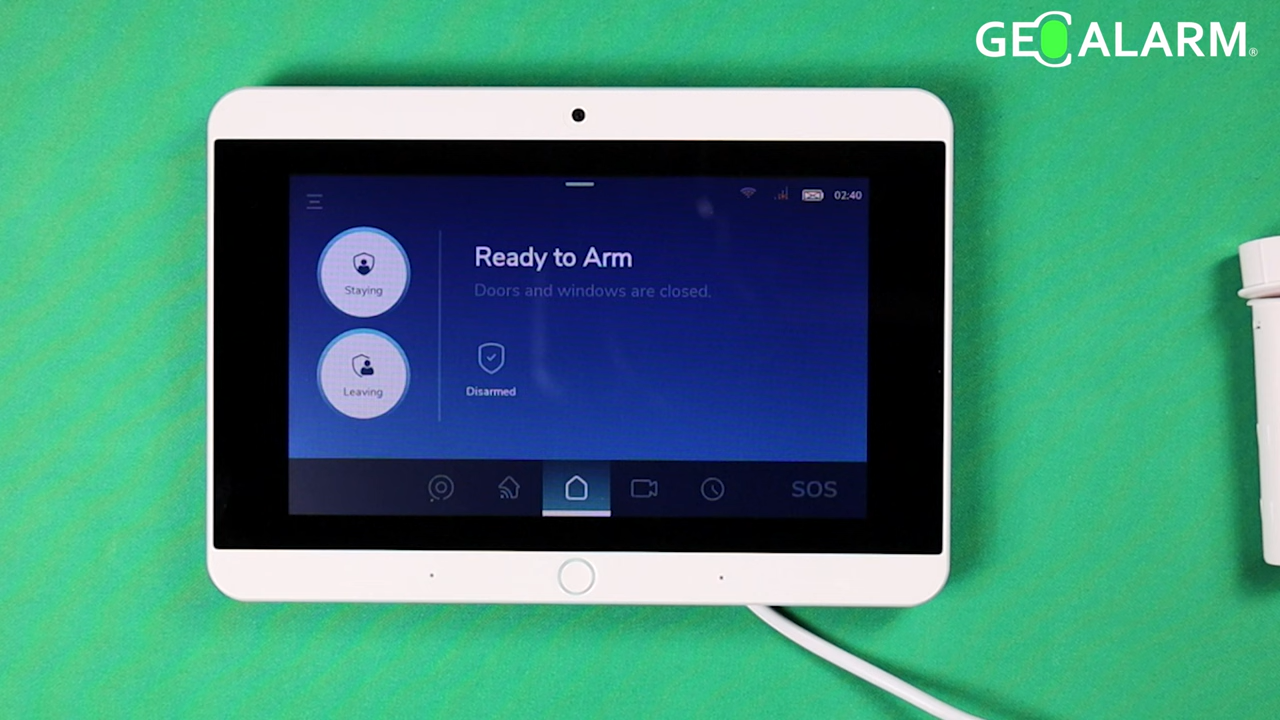 GEOALARM®
02:40
Staying
Ready to Arm
Doors and windows are closed.
Leaving
Disarmed
SOS